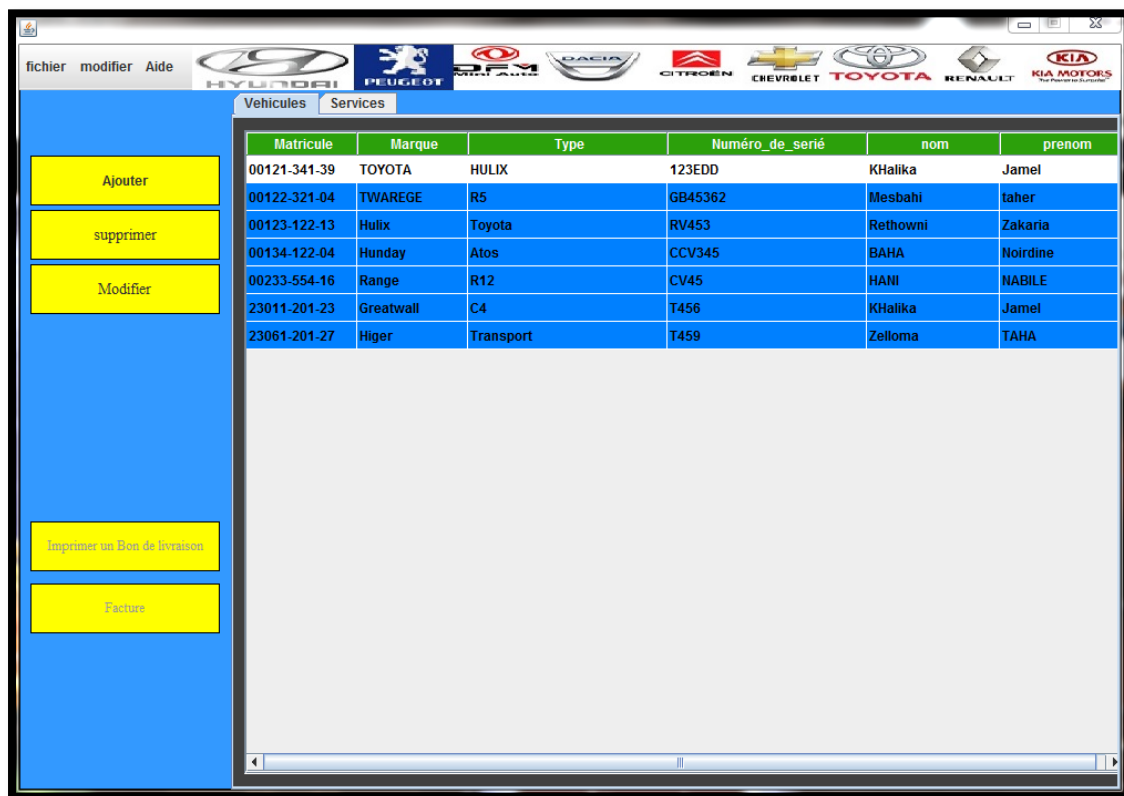 fichier modifier Aide HYUNDAI PEUGEOT DFM Mini Auto DACIA CITROËN CHEVROLET TOYOTA RENAULT KIA KIA MOTORS The Power to Surprise
Vehicules Services
Matricule Marque Type Numéro_de_serié nom prenom
00121-341-39 TOYOTA HULIX 123EDD KHalika Jamel
00122-321-04 TWAREGE R5 GB45362 Mesbahi taher
00123-122-13 Hulix Toyota RV453 Rethowni Zakaria
00134-122-04 Hunday Atos CCV345 BAHA Noirdine
00233-554-16 Range R12 CV45 HANI NABILE
23011-201-23 Greatwall C4 T456 KHalika Jamel
23061-201-27 Higer Transport T459 Zelloma TAHA
Ajouter
supprimer
Modifier
Imprimer un Bon de livraison
Facture